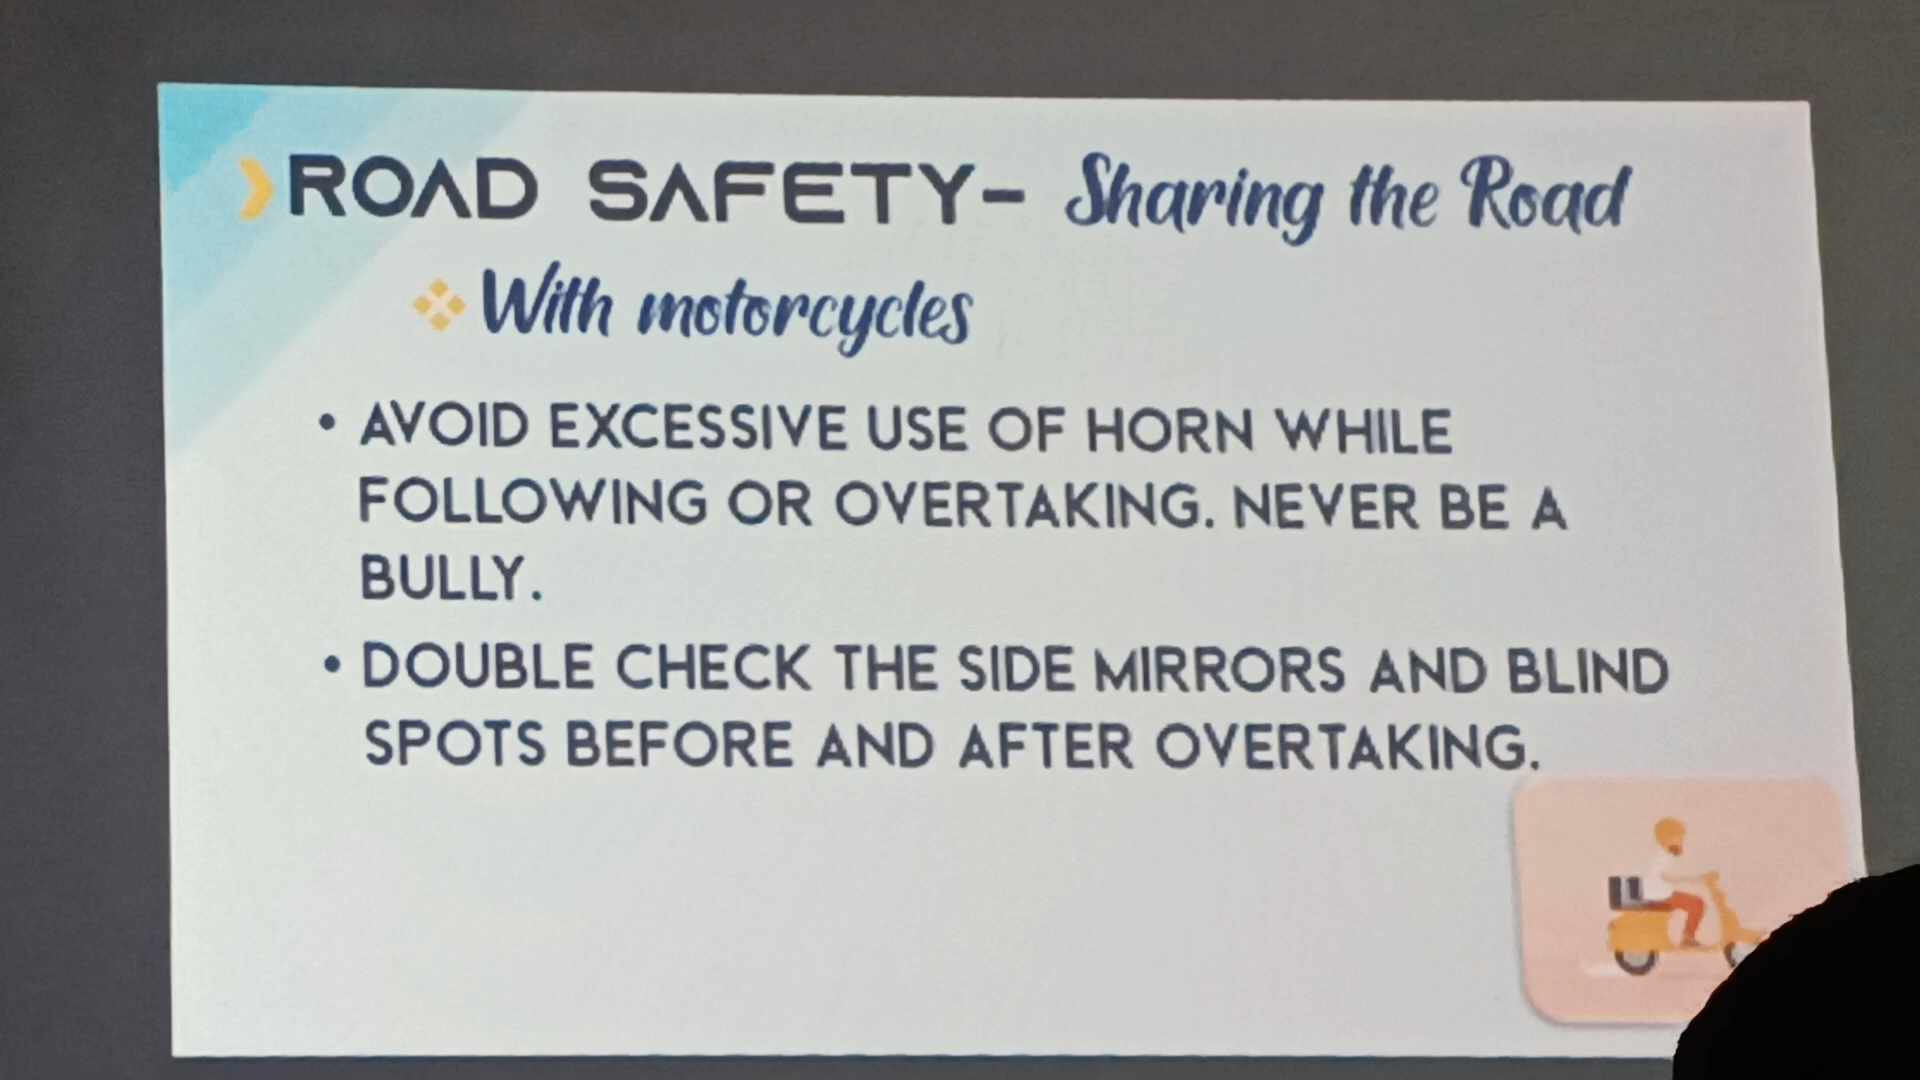 ROAD SAFETY- Sharing the Road
With motorcycles
• AVOID EXCESSIVE USE OF HORN WHILE
FOLLOWING OR OVERTAKING. NEVER BE A
BULLY.
• DOUBLE CHECK THE SIDE MIRRORS AND BLIND
SPOTS BEFORE AND AFTER OVERTAKING.